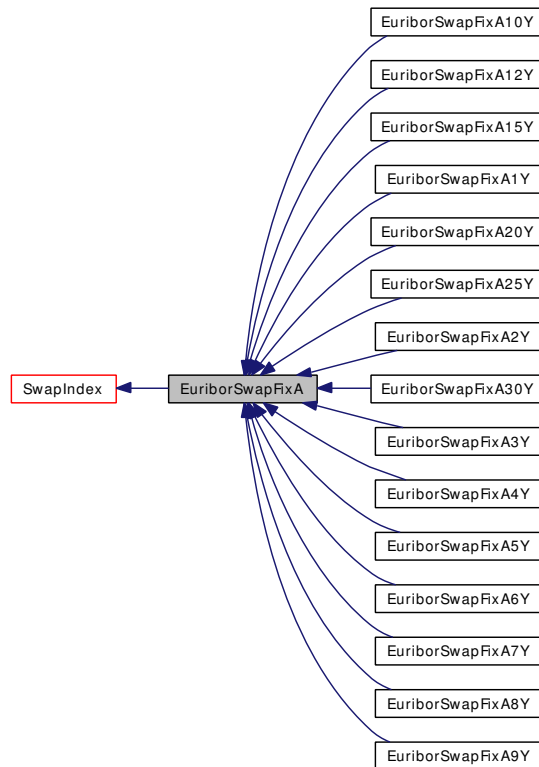 EuriborSwapFixA10Y
EuriborSwapFixA12Y
EuriborSwapFixA15Y
EuriborSwapFixA1Y
EuriborSwapFixA20Y
EuriborSwapFixA25Y
EuriborSwapFixA2Y
SwapIndex
EuriborSwapFixA
EuriborSwapFixA30Y
EuriborSwapFixA3Y
EuriborSwapFixA4Y
EuriborSwapFixA5Y
EuriborSwapFixA6Y
EuriborSwapFixA7Y
EuriborSwapFixA8Y
EuriborSwapFixA9Y